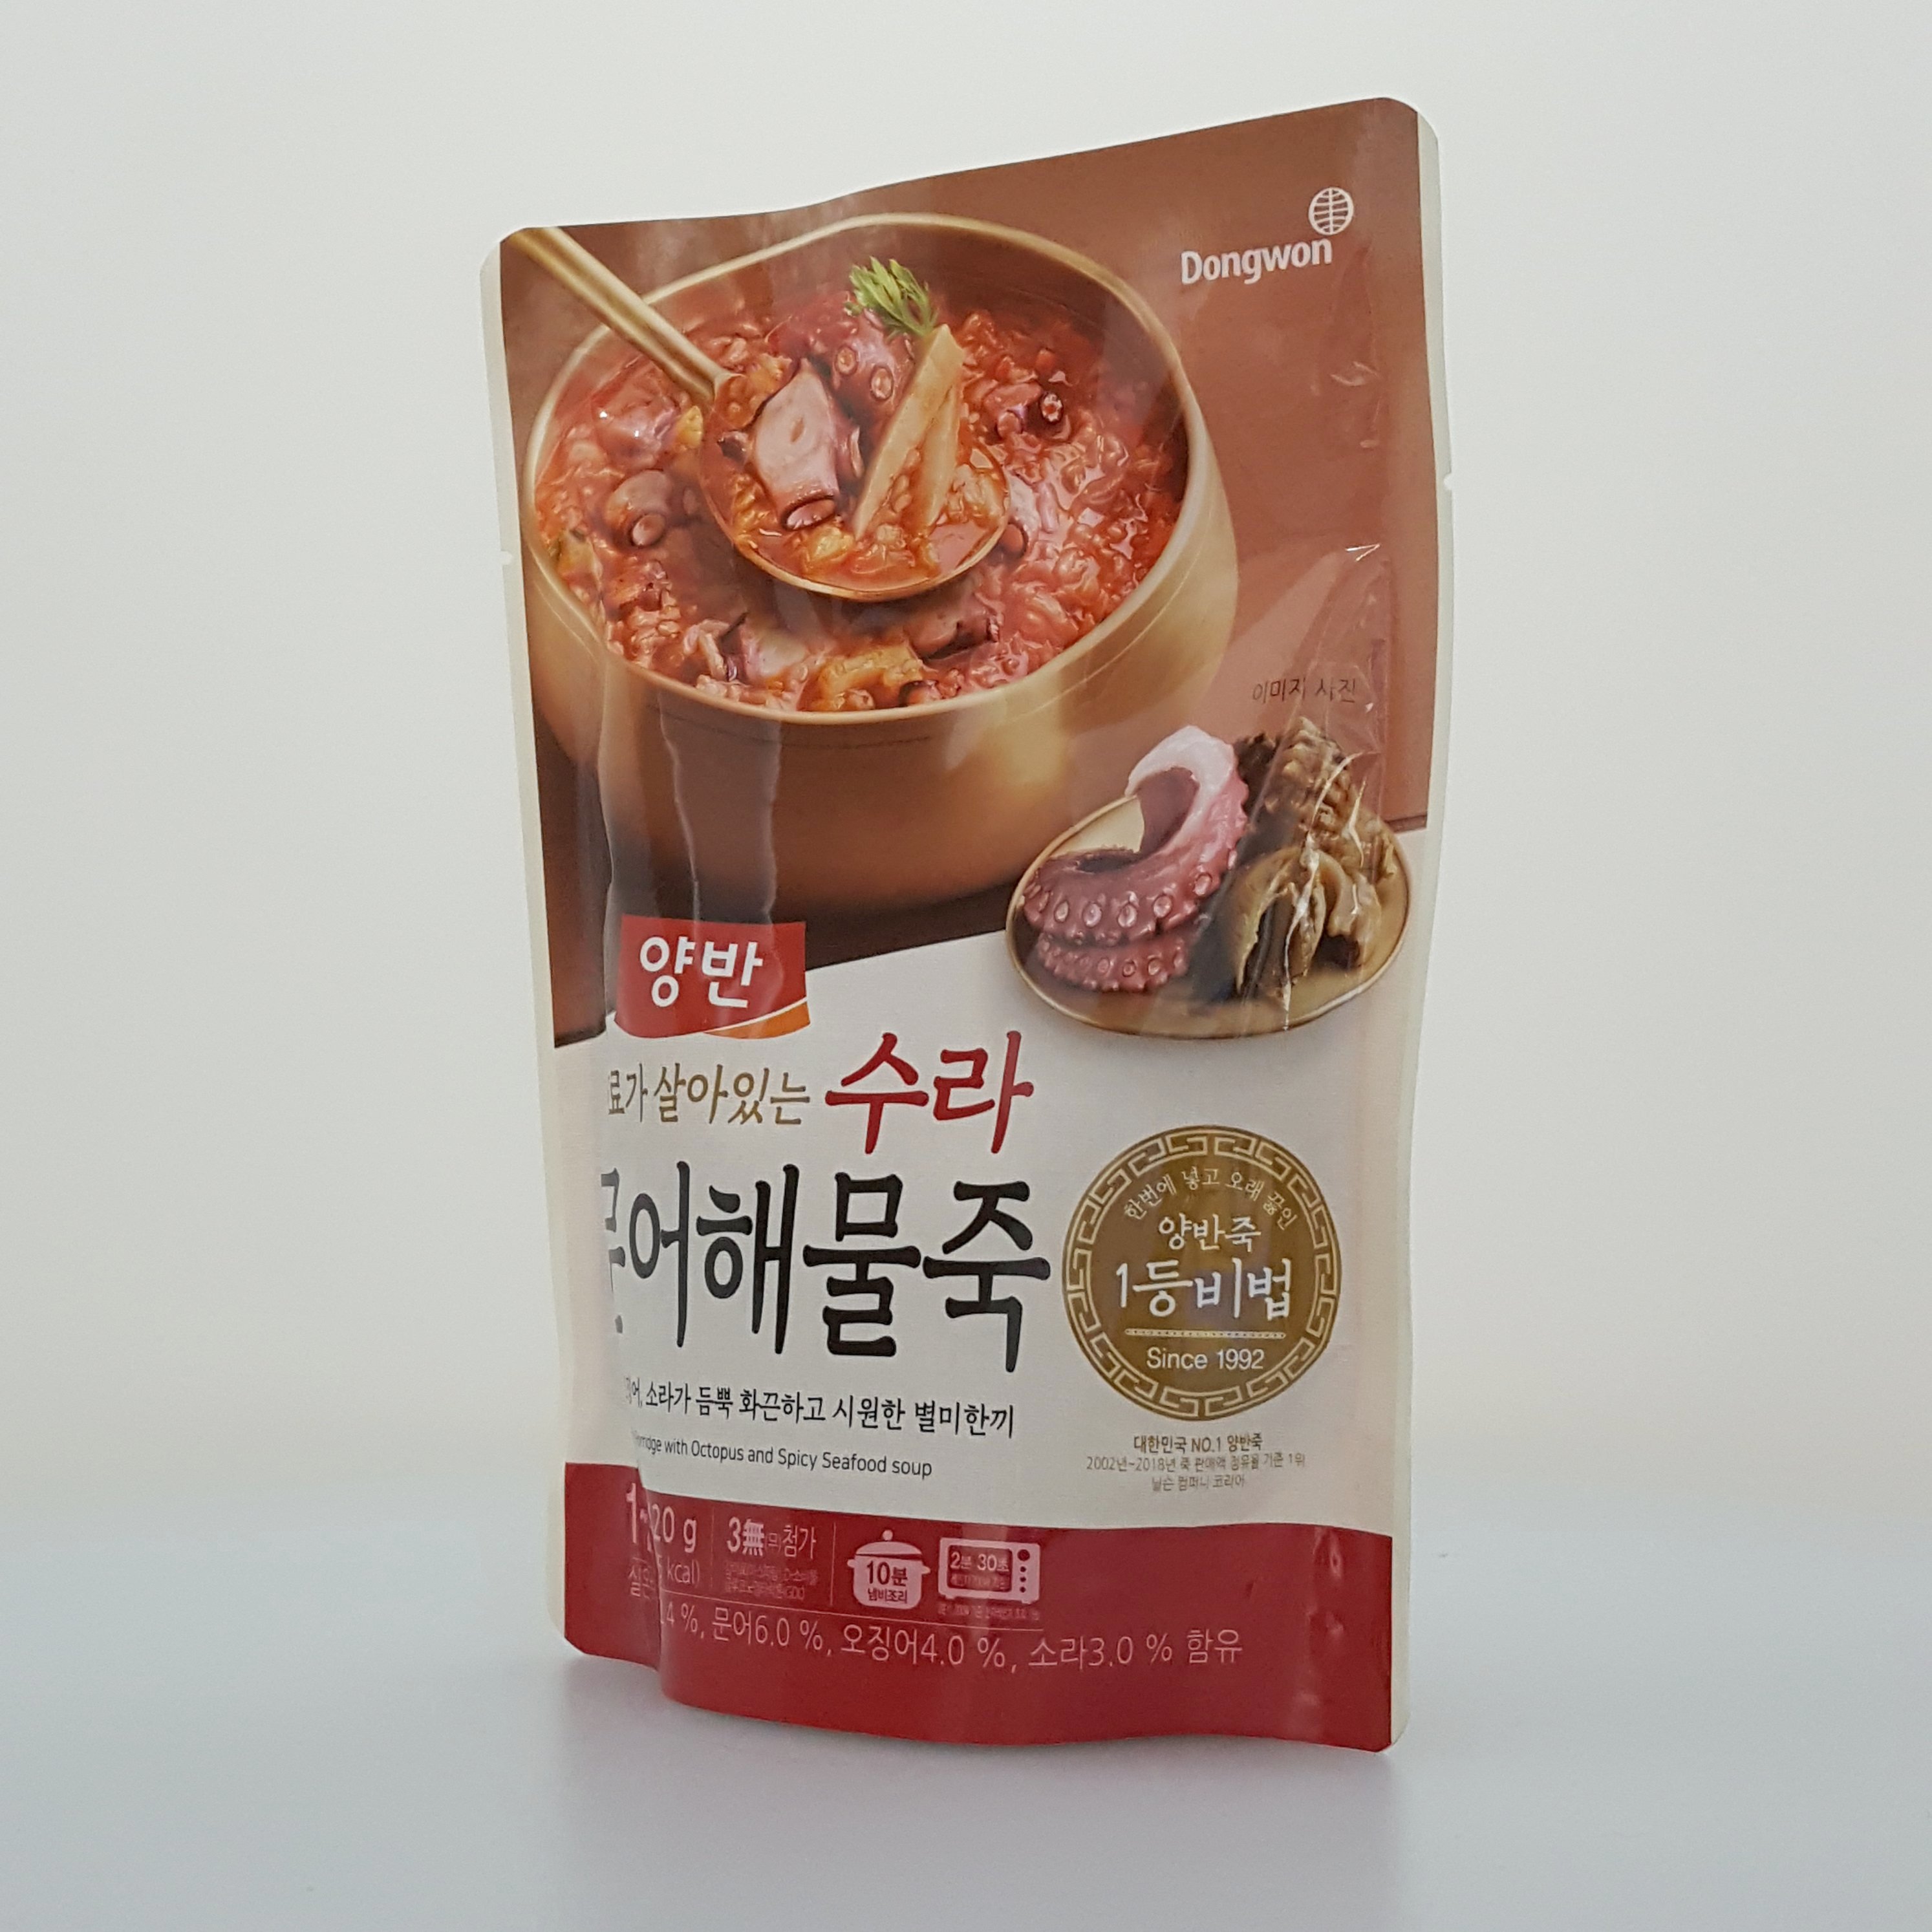 Dongwon
이미지 사진
양반
료가 살아있는 수라
문어해물죽
한번에 넣고 오래 끓인
양반죽
1등비법
Since 1992
소라가 듬뿍 화끈하고 시원한 별미한끼
with Octopus and Spicy Seafood soup
대한민국 NO.1 양반죽
2002년~2018년 죽 판매액 점유율 기준 1위
닐슨 컴퍼니 코리아
20 g
3無 첨가
10분
냄비조리
2분 30초
kcal)
%, 문어6.0 %, 오징어4.0 %, 소라3.0 % 함유